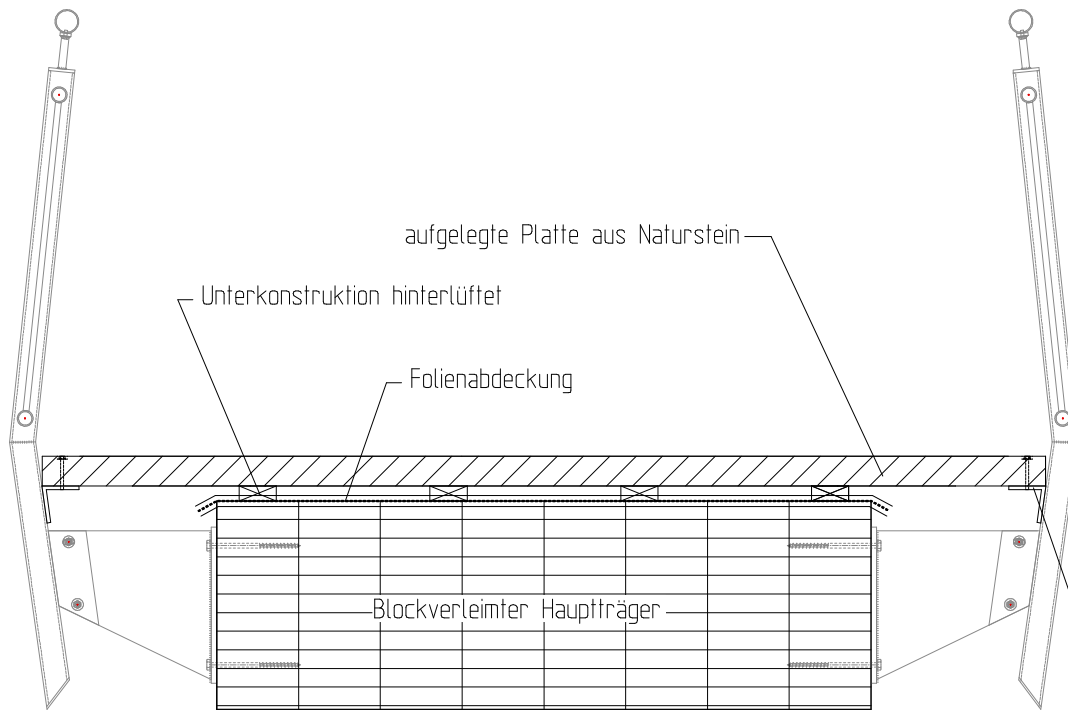 aufgelegte Platte aus Naturstein
Unterkonstruktion hinterlüftet
Folienabdeckung
Blockverleimter Hauptträger